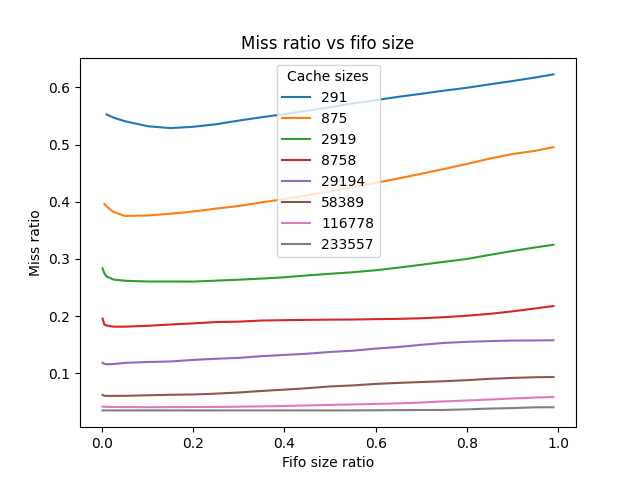 Miss ratio vs fifo size
Cache sizes
291
875
2919
8758
29194
58389
116778
233557
Miss ratio
0.6
0.5
0.4
0.3
0.2
0.1
0.0 0.2 0.4 0.6 0.8 1.0
Fifo size ratio